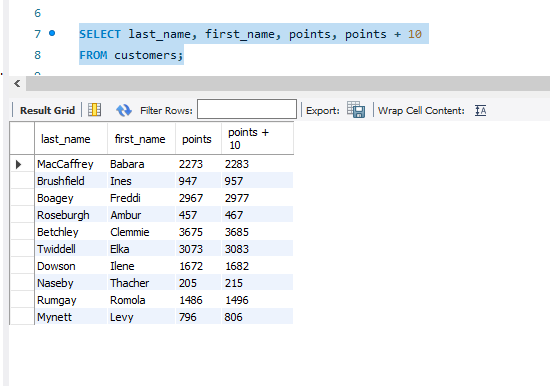 6
7 SELECT last_name, first_name, points, points + 10
8 FROM customers;
Result Grid Filter Rows: Export: Wrap Cell Content: IA
last_name first_name points points + 10
MacCaffrey Babara 2273 2283
Brushfield Ines 947 957
Boagey Freddi 2967 2977
Roseburgh Ambur 457 467
Betchley Clemmie 3675 3685
Twiddell Elka 3073 3083
Dowson Ilene 1672 1682
Naseby Thacher 205 215
Rumgay Romola 1486 1496
Mynett Levy 796 806